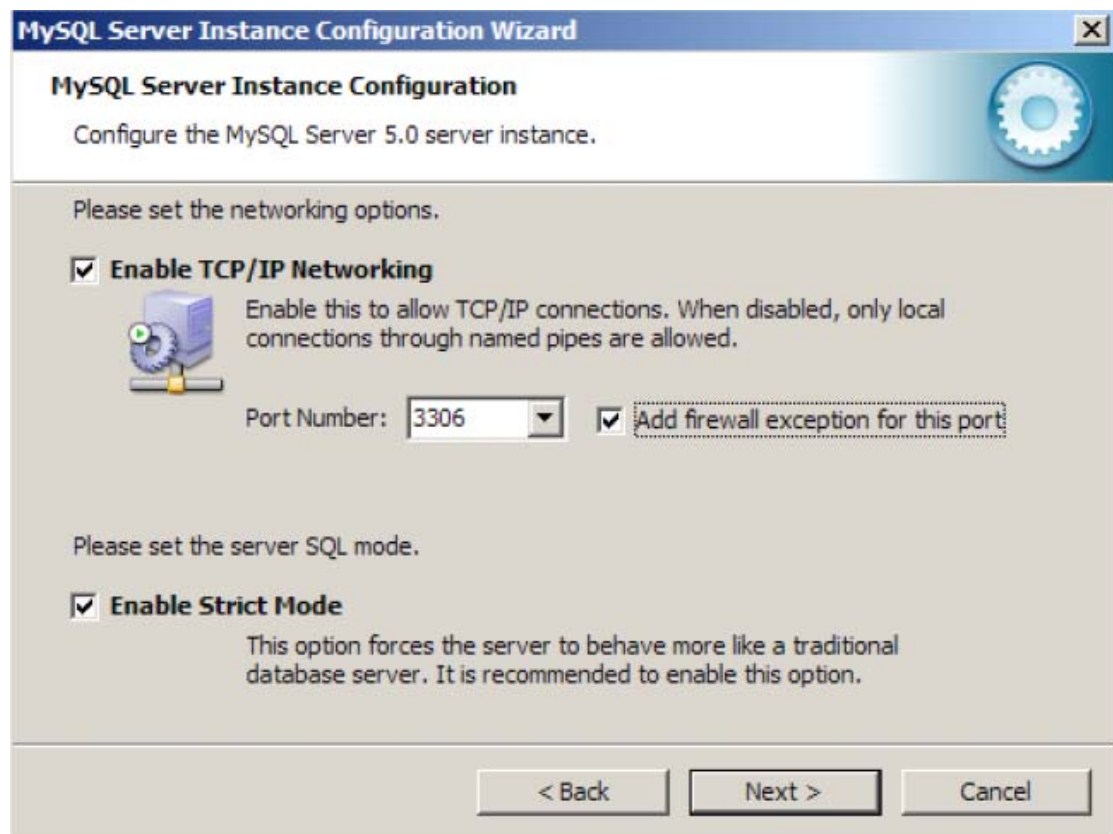 MySQL Server Instance Configuration Wizard
MySQL Server Instance Configuration
Configure the MySQL Server 5.0 server instance.
Please set the networking options.
Enable TCP/IP Networking
Enable this to allow TCP/IP connections. When disabled, only local
connections through named pipes are allowed.
Port Number: 3306 Add firewall exception for this port
Please set the server SQL mode.
Enable Strict Mode
This option forces the server to behave more like a traditional
database server. It is recommended to enable this option.
< Back Next > Cancel